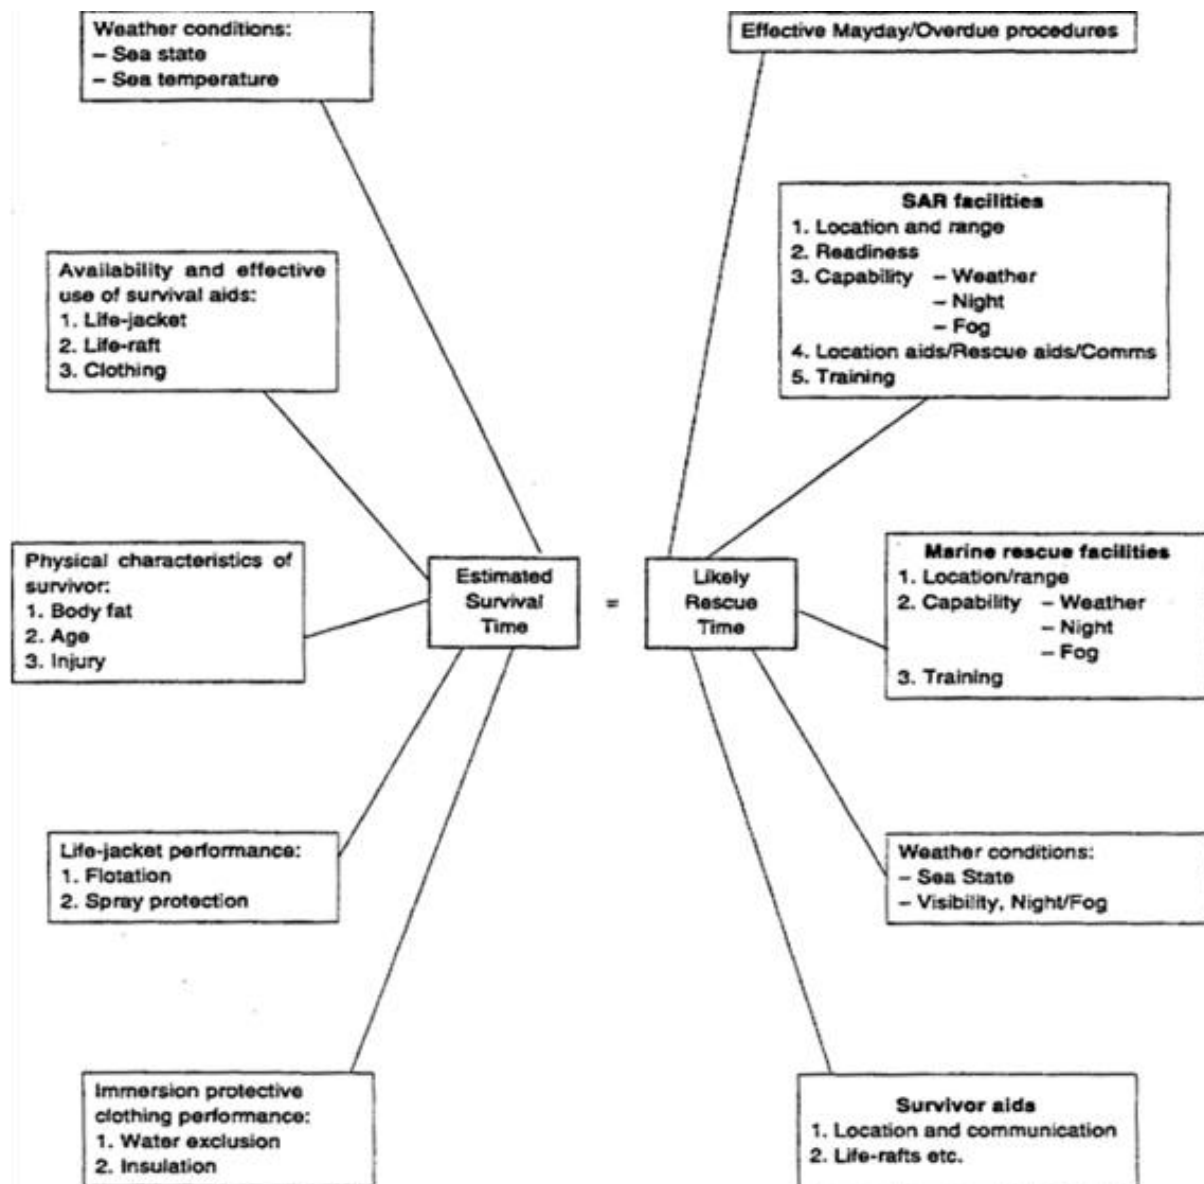 Weather conditions:
– Sea state
– Sea temperature
Effective Mayday/Overdue procedures
SAR facilities
1. Location and range
2. Readiness
3. Capability – Weather
– Night
– Fog
4. Location aids/Rescue aids/Comms
5. Training
Availability and effective
use of survival aids:
1. Life-jacket
2. Life-raft
3. Clothing
Physical characteristics of
survivor:
1. Body fat
2. Age
3. Injury
Estimated
Survival
Time
=
Likely
Rescue
Time
Marine rescue facilities
1. Location/range
2. Capability – Weather
– Night
– Fog
3. Training
Life-jacket performance:
1. Flotation
2. Spray protection
Weather conditions:
– Sea State
– Visibility, Night/Fog
Immersion protective
clothing performance:
1. Water exclusion
2. Insulation
Survivor aids
1. Location and communication
2. Life-rafts etc.